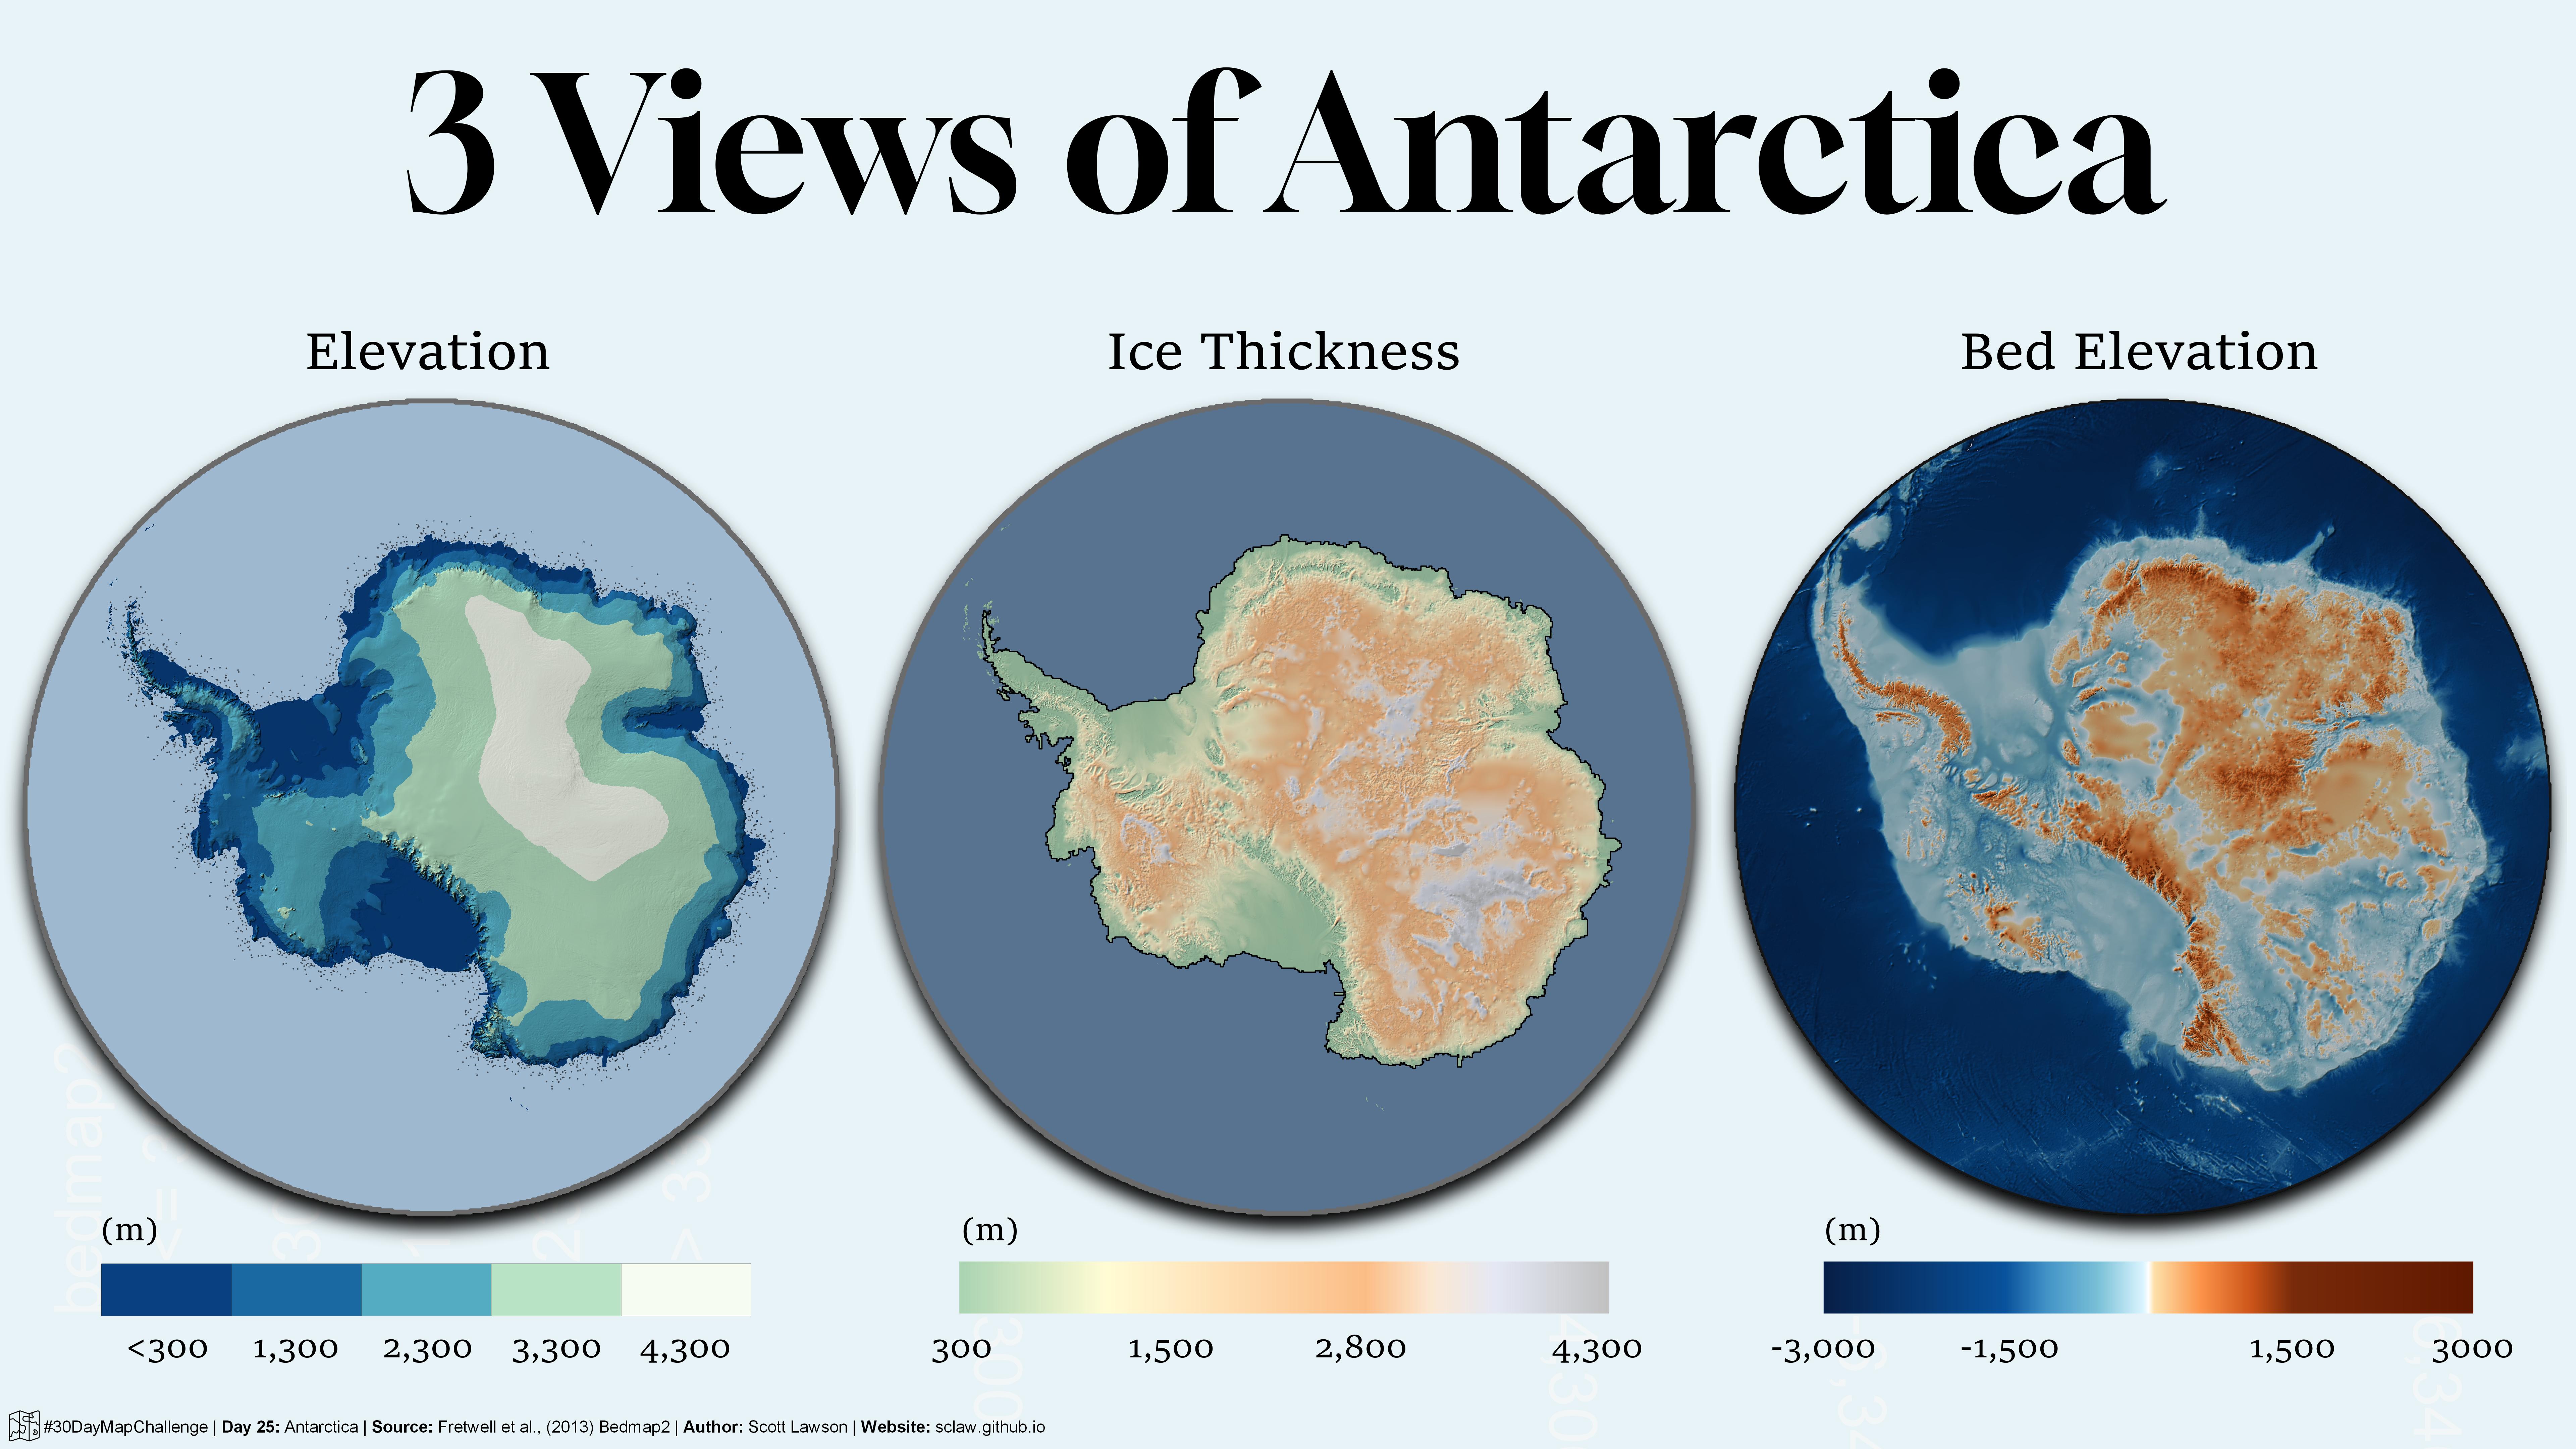 3 Views of Antarctica
Elevation
Ice Thickness
Bed Elevation
(m)
<300 1,300 2,300 3,300 4,300
(m)
300 1,500 2,800 4,300
(m)
-3,000 -1,500 1,500 3000
bedmap2
#30DayMapChallenge | Day 25: Antarctica | Source: Fretwell et al., (2013) Bedmap2 | Author: Scott Lawson | Website: sclaw.github.io